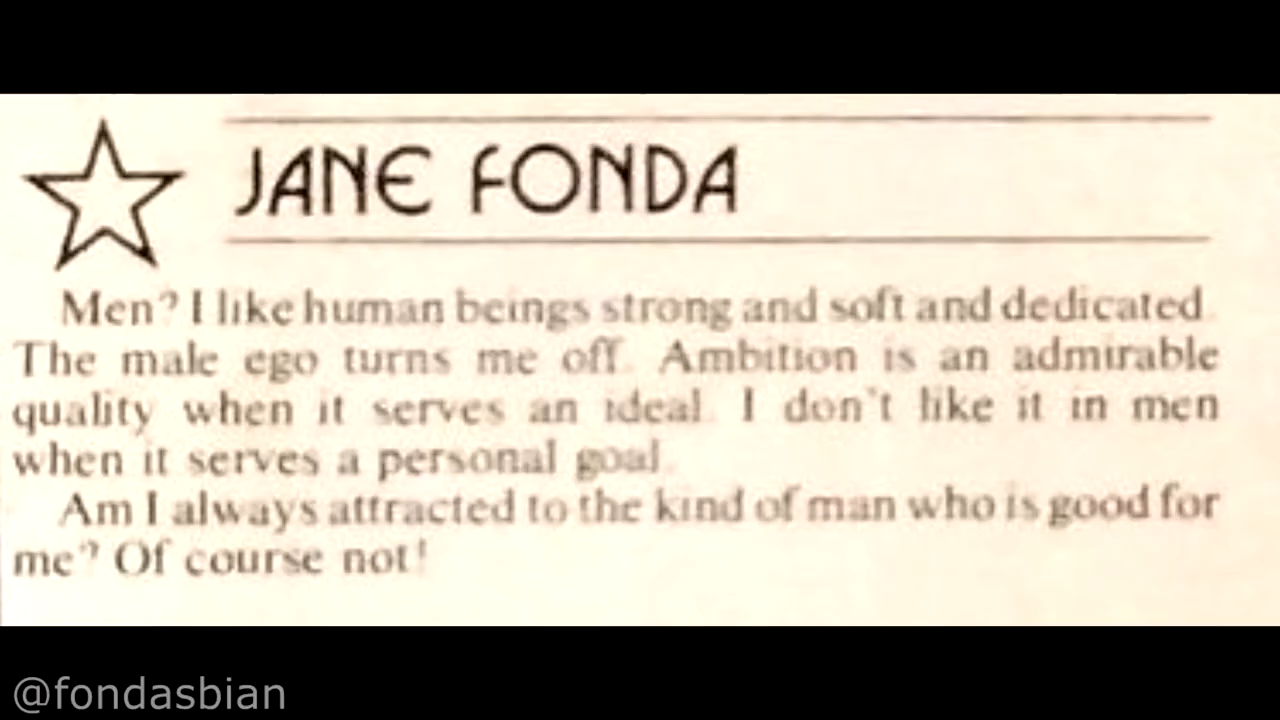 JANE FONDA
Men? I like human beings strong and soft and dedicated.
The male ego turns me off. Ambition is an admirable
quality when it serves an ideal. I don't like it in men
when it serves a personal goal.
Am I always attracted to the kind of man who is good for
me? Of course not!
@fondasbian